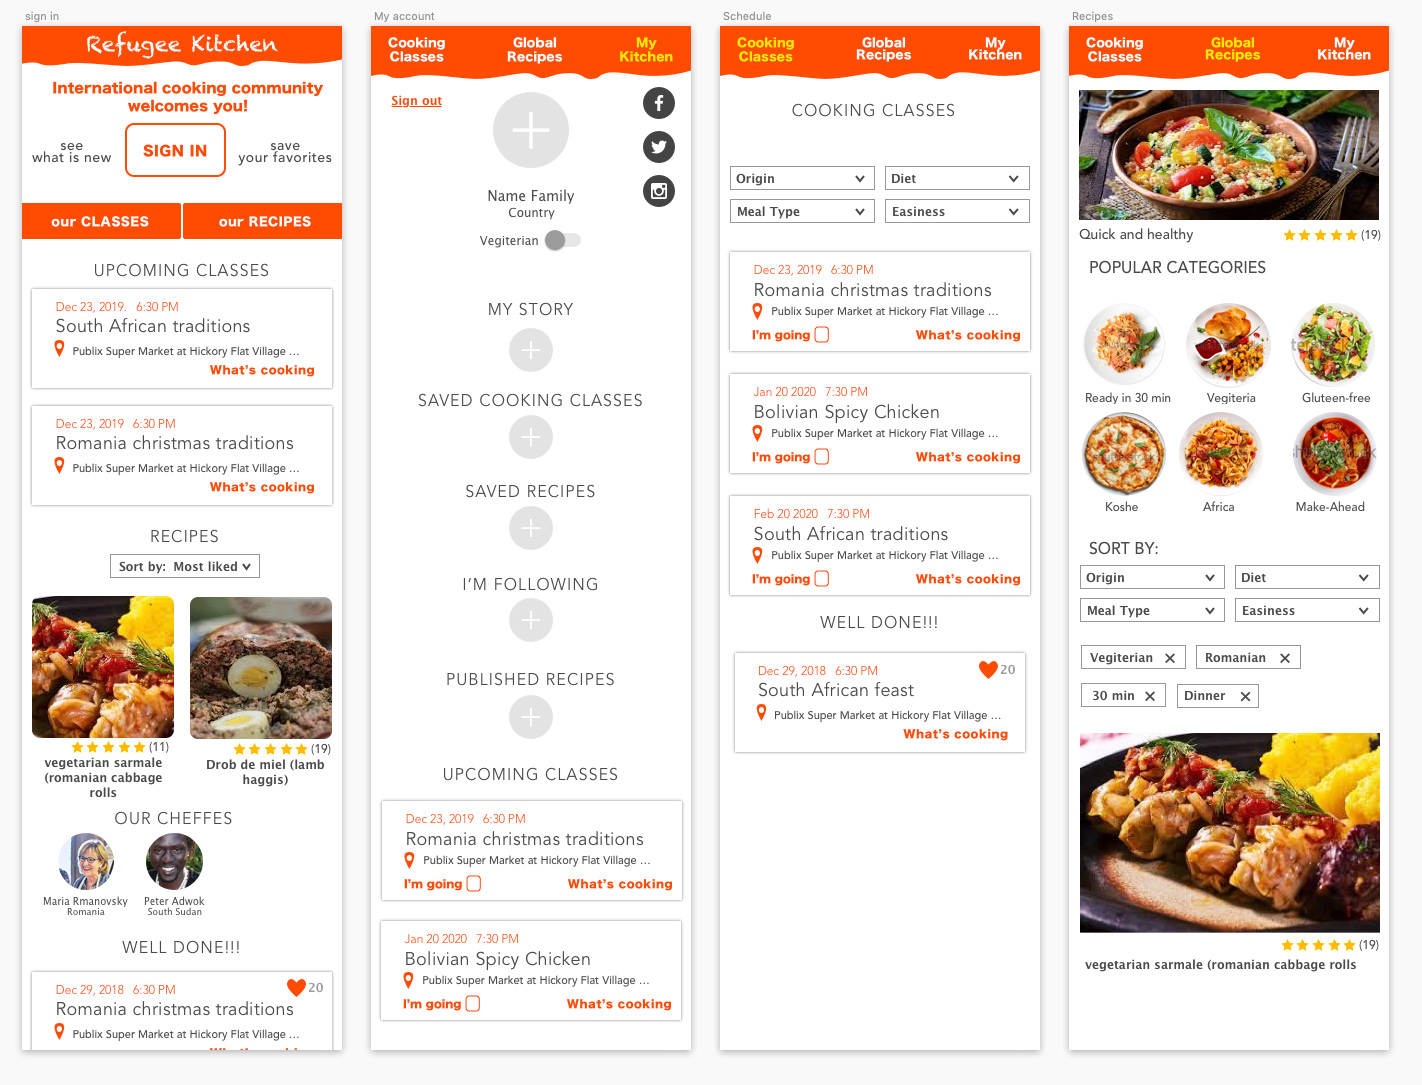 sign in
Refugee Kitchen
International cooking community
welcomes you!
see
what is new
SIGN IN
save
your favorites
our CLASSES
our RECIPES
UPCOMING CLASSES
Dec 23, 2019. 6:30 PM
South African traditions
Publix Super Market at Hickory Flat Village ...
What's cooking
Dec 23, 2019 6:30 PM
Romania christmas traditions
Publix Super Market at Hickory Flat Village ...
What's cooking
RECIPES
Sort by: Most liked
(11)
vegetarian sarmale
(romanian cabbage
rolls
(19)
Drob de miel (lamb
haggis)
OUR CHEFFES
Maria Rmanovsky
Romania
Peter Adwok
South Sudan
WELL DONE!!!
Dec 29, 2018 6:30 PM
20
Romania christmas traditions
Publix Super Market at Hickory Flat Village ...
My account
Cooking
Classes
Global
Recipes
My
Kitchen
Sign out
Name Family
Country
Vegiterian
MY STORY
SAVED COOKING CLASSES
SAVED RECIPES
I'M FOLLOWING
PUBLISHED RECIPES
UPCOMING CLASSES
Dec 23, 2019 6:30 PM
Romania christmas traditions
Publix Super Market at Hickory Flat Village ...
I'm going
What's cooking
Jan 20 2020 7:30 PM
Bolivian Spicy Chicken
Publix Super Market at Hickory Flat Village ...
I'm going
What's cooking
Schedule
Cooking
Classes
Global
Recipes
My
Kitchen
COOKING CLASSES
Origin
Diet
Meal Type
Easiness
Dec 23, 2019 6:30 PM
Romania christmas traditions
Publix Super Market at Hickory Flat Village ...
I'm going
What's cooking
Jan 20 2020 7:30 PM
Bolivian Spicy Chicken
Publix Super Market at Hickory Flat Village ...
I'm going
What's cooking
Feb 20 2020 7:30 PM
South African traditions
Publix Super Market at Hickory Flat Village ...
I'm going
What's cooking
WELL DONE!!!
Dec 29, 2018 6:30 PM
20
South African feast
Publix Super Market at Hickory Flat Village ...
What's cooking
Recipes
Cooking
Classes
Global
Recipes
My
Kitchen
Quick and healthy
(19)
POPULAR CATEGORIES
Ready in 30 min
Vegiteria
Gluteen-free
Koshe
Africa
Make-Ahead
SORT BY:
Origin
Diet
Meal Type
Easiness
Vegiterian
Romanian
30 min
Dinner
(19)
vegetarian sarmale (romanian cabbage rolls